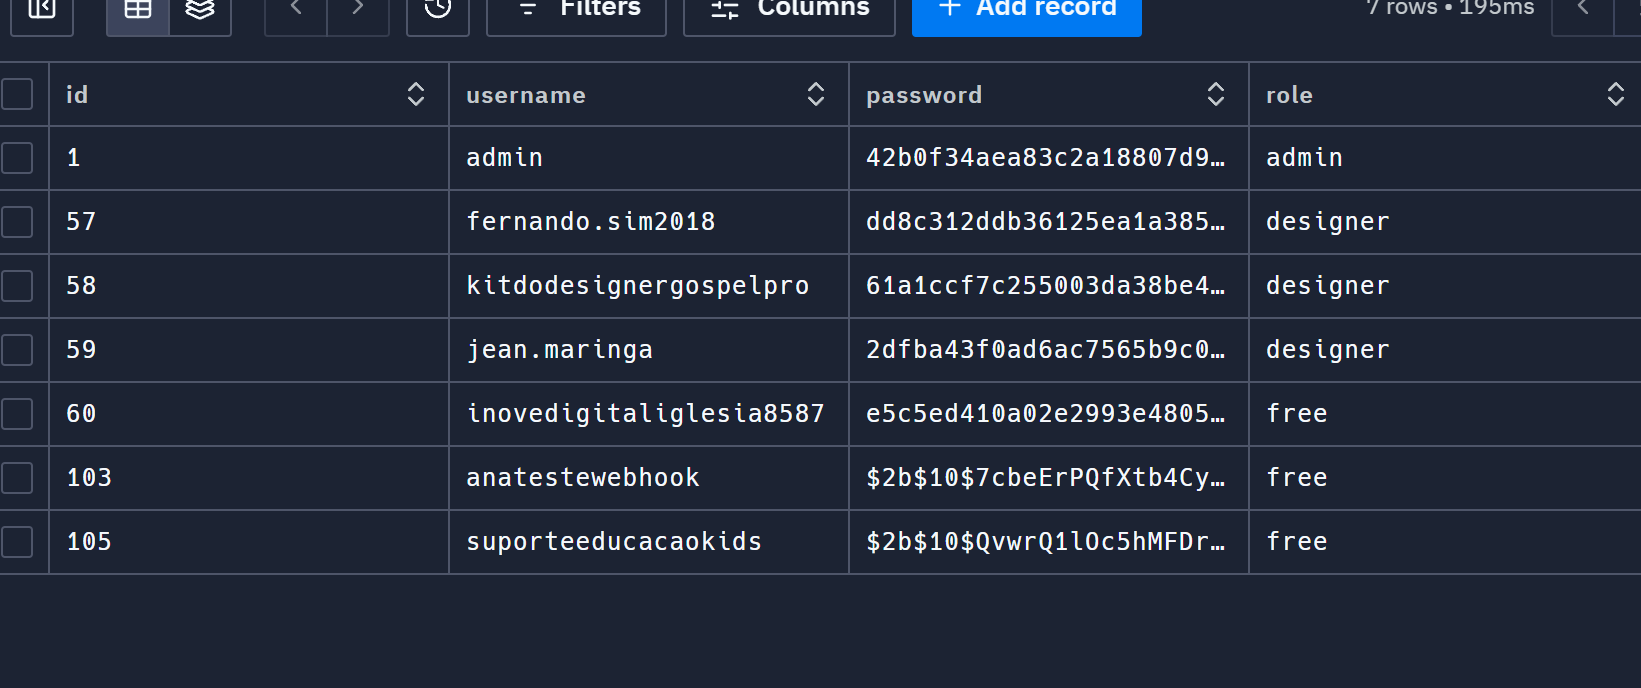 Filters Columns + Add record 7 rows • 195ms
id username password role
1 admin 42b0f34aea83c2a18807d9… admin
57 fernando.sim2018 dd8c312ddb36125ea1a385… designer
58 kitdodesignergospelpro 61a1ccf7c255003da38be4… designer
59 jean.maringa 2dfba43f0ad6ac7565b9c0… designer
60 inovedigitaliglesia8587 e5c5ed410a02e2993e4805… free
103 anatestewebhook $2b$10$7cbeErPQfXtb4Cy… free
105 suporteeducacaokids $2b$10$QvwrQ1lOc5hMFDr… free